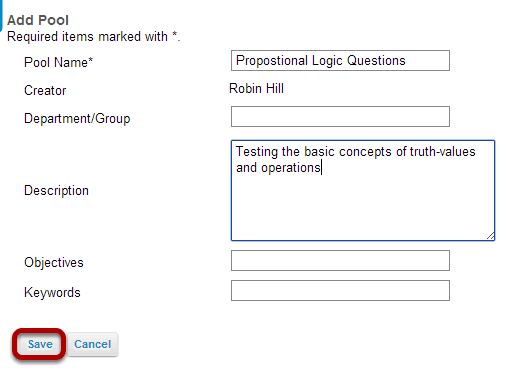 Add Pool
Required items marked with *.
Pool Name* Propostional Logic Questions
Creator Robin Hill
Department/Group
Testing the basic concepts of truth-values
and operations
Description
Objectives
Keywords
Save Cancel